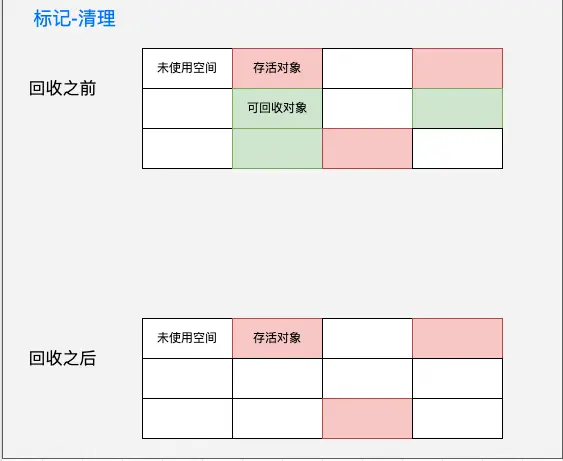 标记-清理
回收之前
未使用空间 存活对象
可回收对象
回收之后
未使用空间 存活对象